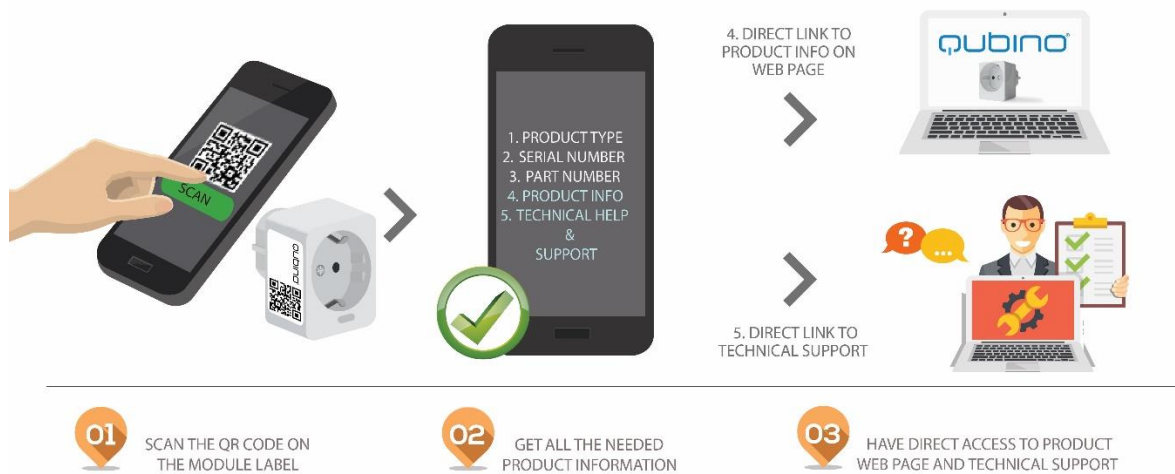 SCAN
QUBINO
1. PRODUCT TYPE
2. SERIAL NUMBER
3. PART NUMBER
4. PRODUCT INFO
5. TECHNICAL HELP
&
SUPPORT
4. DIRECT LINK TO
PRODUCT INFO ON
WEB PAGE
QUBINO®
?
...
5. DIRECT LINK TO
TECHNICAL SUPPORT
01
SCAN THE QR CODE ON
THE MODULE LABEL
02
GET ALL THE NEEDED
PRODUCT INFORMATION
03
HAVE DIRECT ACCESS TO PRODUCT
WEB PAGE AND TECHNICAL SUPPORT